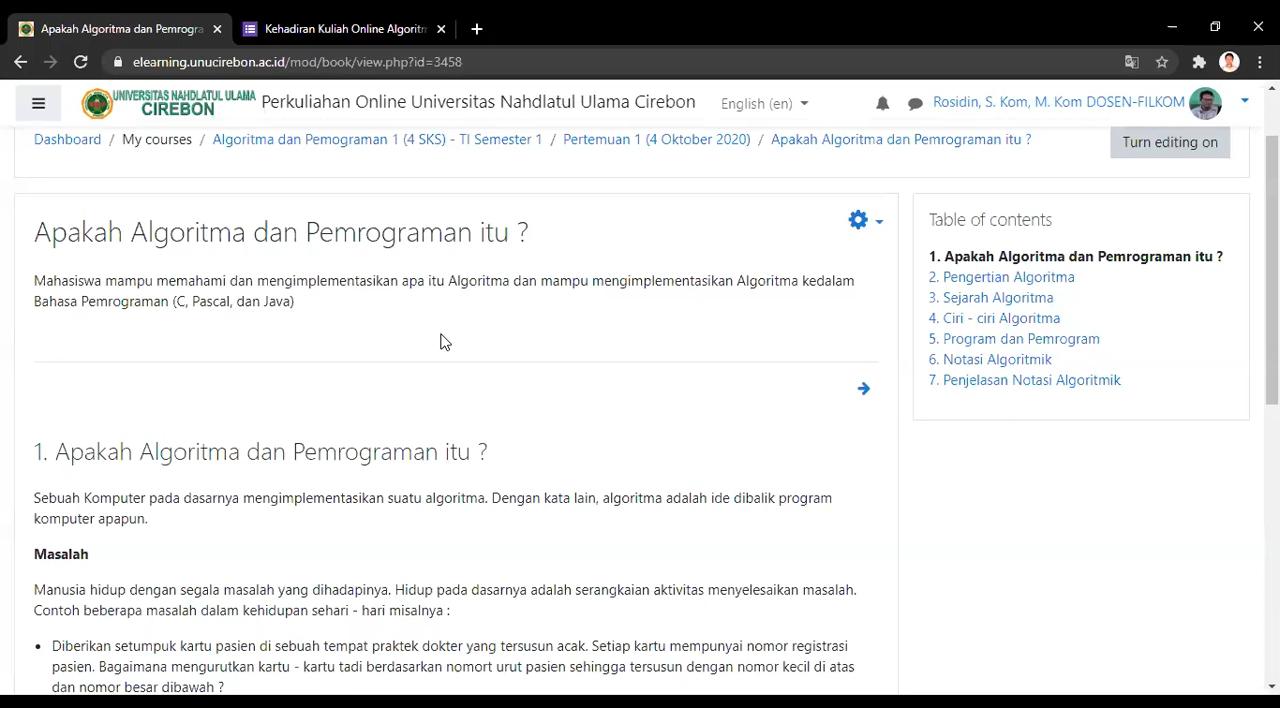 Apakah Algoritma dan Pemrogra
Kehadiran Kuliah Online Algoritm
elearning.unucirebon.ac.id/mod/book/view.php?id=3458
UNIVERSITAS NAHDLATUL ULAMA
CIREBON
Perkuliahan Online Universitas Nahdlatul Ulama Cirebon
English (en)
Rosidin, S. Kom, M. Kom DOSEN-FILKOM
Dashboard / My courses / Algoritma dan Pemograman 1 (4 SKS) - TI Semester 1 / Pertemuan 1 (4 Oktober 2020) / Apakah Algoritma dan Pemrograman itu ?
Turn editing on
Apakah Algoritma dan Pemrograman itu ?
Mahasiswa mampu memahami dan mengimplementasikan apa itu Algoritma dan mampu mengimplementasikan Algoritma kedalam
Bahasa Pemrograman (C, Pascal, dan Java)
1. Apakah Algoritma dan Pemrograman itu ?
Sebuah Komputer pada dasarnya mengimplementasikan suatu algoritma. Dengan kata lain, algoritma adalah ide dibalik program
komputer apapun.
Masalah
Manusia hidup dengan segala masalah yang dihadapinya. Hidup pada dasarnya adalah serangkaian aktivitas menyelesaikan masalah.
Contoh beberapa masalah dalam kehidupan sehari - hari misalnya :
• Diberikan setumpuk kartu pasien di sebuah tempat praktek dokter yang tersusun acak. Setiap kartu mempunyai nomor registrasi
pasien. Bagaimana mengurutkan kartu - kartu tadi berdasarkan nomort urut pasien sehingga tersusun dengan nomor kecil di atas
dan nomor besar dibawah ?
Table of contents
1. Apakah Algoritma dan Pemrograman itu ?
2. Pengertian Algoritma
3. Sejarah Algoritma
4. Ciri - ciri Algoritma
5. Program dan Pemrogram
6. Notasi Algoritmik
7. Penjelasan Notasi Algoritmik